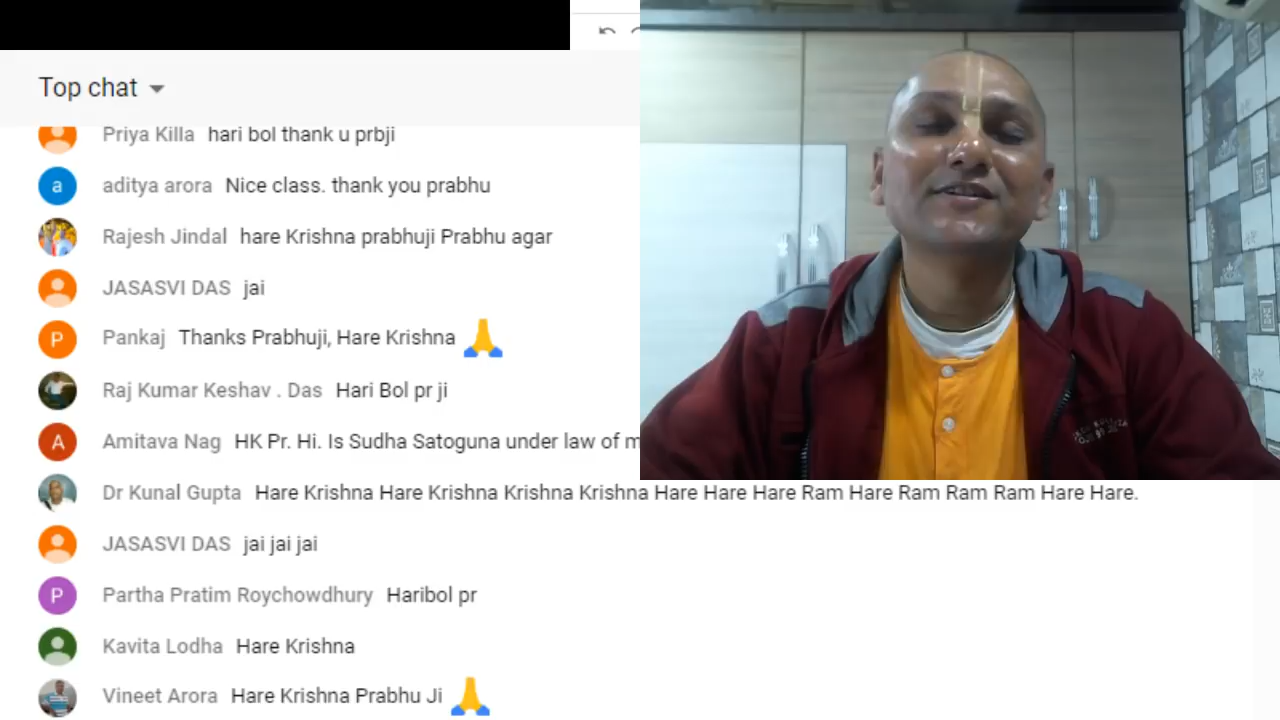 Top chat
Priya Killa hari bol thank u prbji
a aditya arora Nice class. thank you prabhu
Rajesh Jindal hare Krishna prabhuji Prabhu agar
JASASVI DAS jai
P Pankaj Thanks Prabhuji, Hare Krishna 🙏
Raj Kumar Keshav . Das Hari Bol pr ji
A Amitava Nag HK Pr. Hi. Is Sudha Satoguna under law of m
Dr Kunal Gupta Hare Krishna Hare Krishna Krishna Krishna Hare Hare Hare Ram Hare Ram Ram Ram Hare Hare.
JASASVI DAS jai jai jai
P Partha Pratim Roychowdhury Haribol pr
Kavita Lodha Hare Krishna
Vineet Arora Hare Krishna Prabhu Ji 🙏